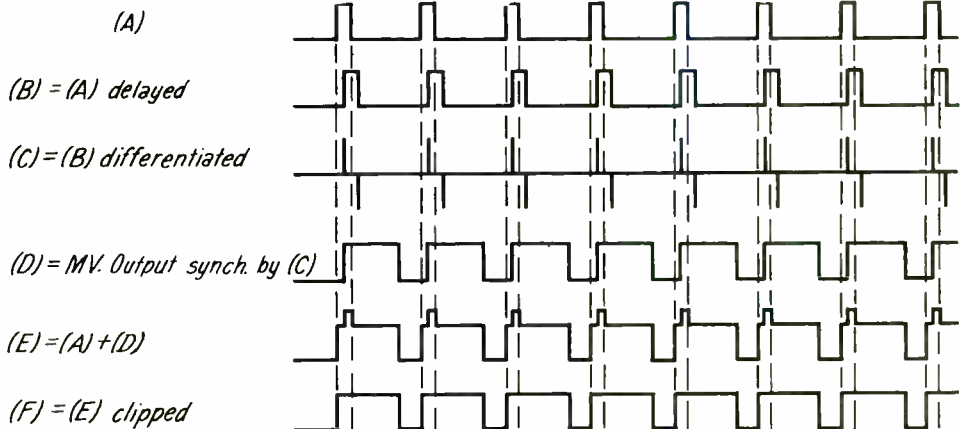 (A)
(B) = (A) delayed
(C) = (B) differentiated
(D) = MV. Output synch. by (C)
(E) = (A) + (D)
(F) = (E) clipped